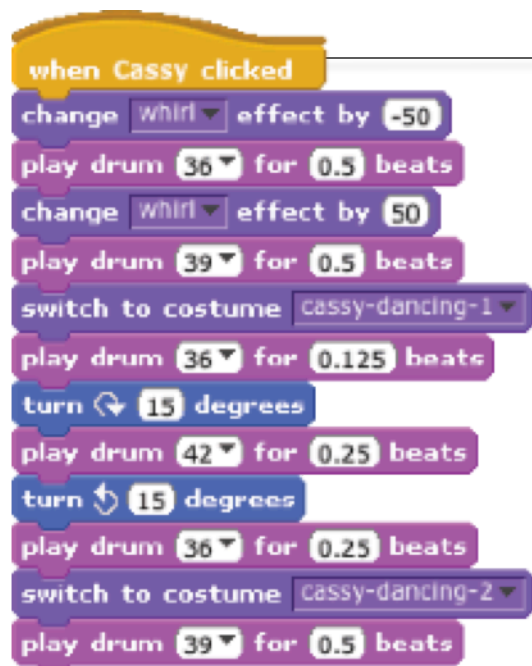 when Cassy clicked
change whirl effect by -50
play drum 36 for 0.5 beats
change whirl effect by 50
play drum 39 for 0.5 beats
switch to costume cassy-dancing-1
play drum 36 for 0.125 beats
turn 15 degrees
play drum 42 for 0.25 beats
turn 15 degrees
play drum 36 for 0.25 beats
switch to costume cassy-dancing-2
play drum 39 for 0.5 beats